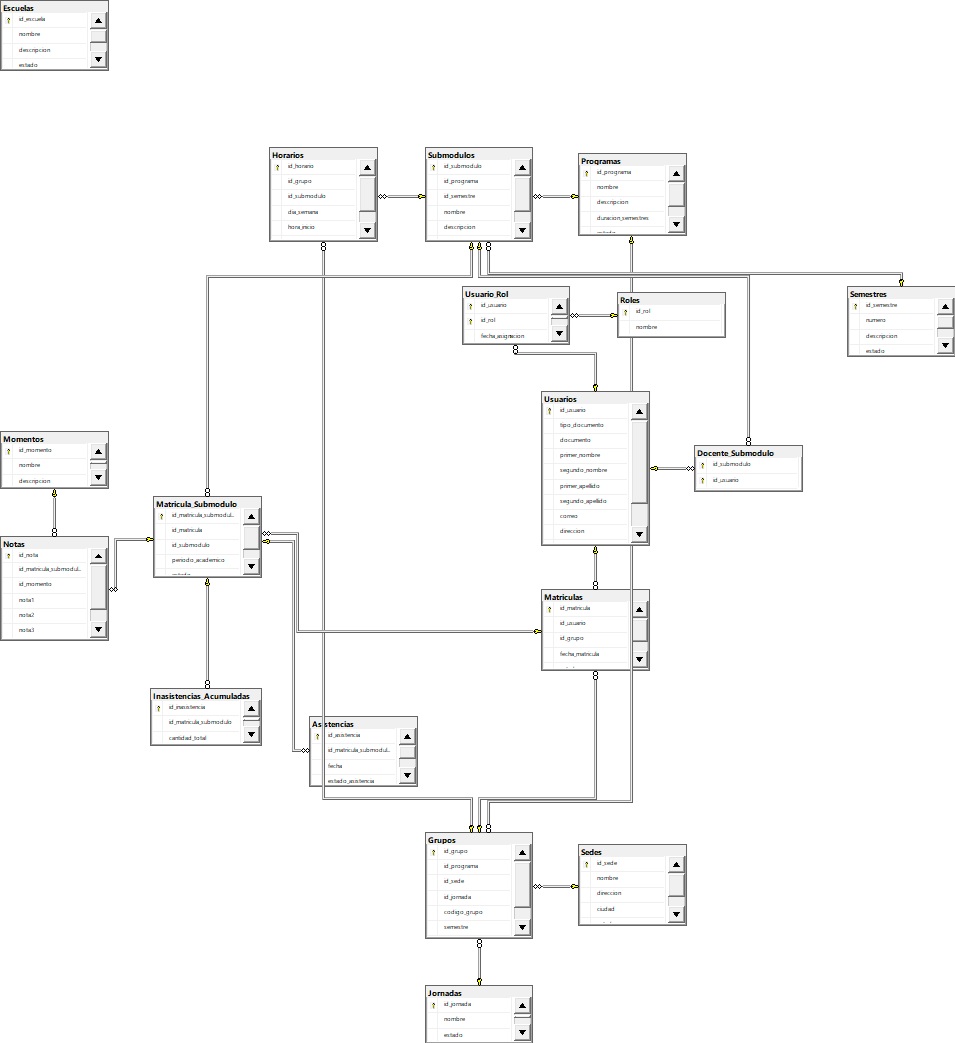 Escuelas
id_escuela
nombre
descripcion
estado
Horarios
id_horario
id_grupo
id_submodulo
dia_semana
hora_inicio
Submodulos
id_submodulo
id_programa
id_semestre
nombre
descripcion
Programas
id_programa
nombre
descripcion
duracion_semestres
Usuario_Rol
id_usuario
id_rol
fecha_asignacion
Roles
id_rol
nombre
Semestres
id_semestre
numero
descripcion
estado
Usuarios
id_usuario
tipo_documento
documento
primer_nombre
segundo_nombre
primer_apellido
segundo_apellido
correo
direccion
Docente_Submodulo
id_submodulo
id_usuario
Momentos
id_momento
nombre
descripcion
Matricula_Submodulo
id_matricula_submodul...
id_matricula
id_submodulo
periodo_academico
Notas
id_nota
id_matricula_submodul...
id_momento
nota1
nota2
nota3
Matriculas
id_matricula
id_usuario
id_grupo
fecha_matricula
Inasistencias_Acumuladas
id_inasistencia
id_matricula_submodulo
cantidad_total
Asistencias
id_asistencia
id_matricula_submodul...
fecha
estado_asistencia
Grupos
id_grupo
id_programa
id_sede
id_jornada
codigo_grupo
semestre
Sedes
id_sede
nombre
direccion
ciudad
Jornadas
id_jornada
nombre
estado